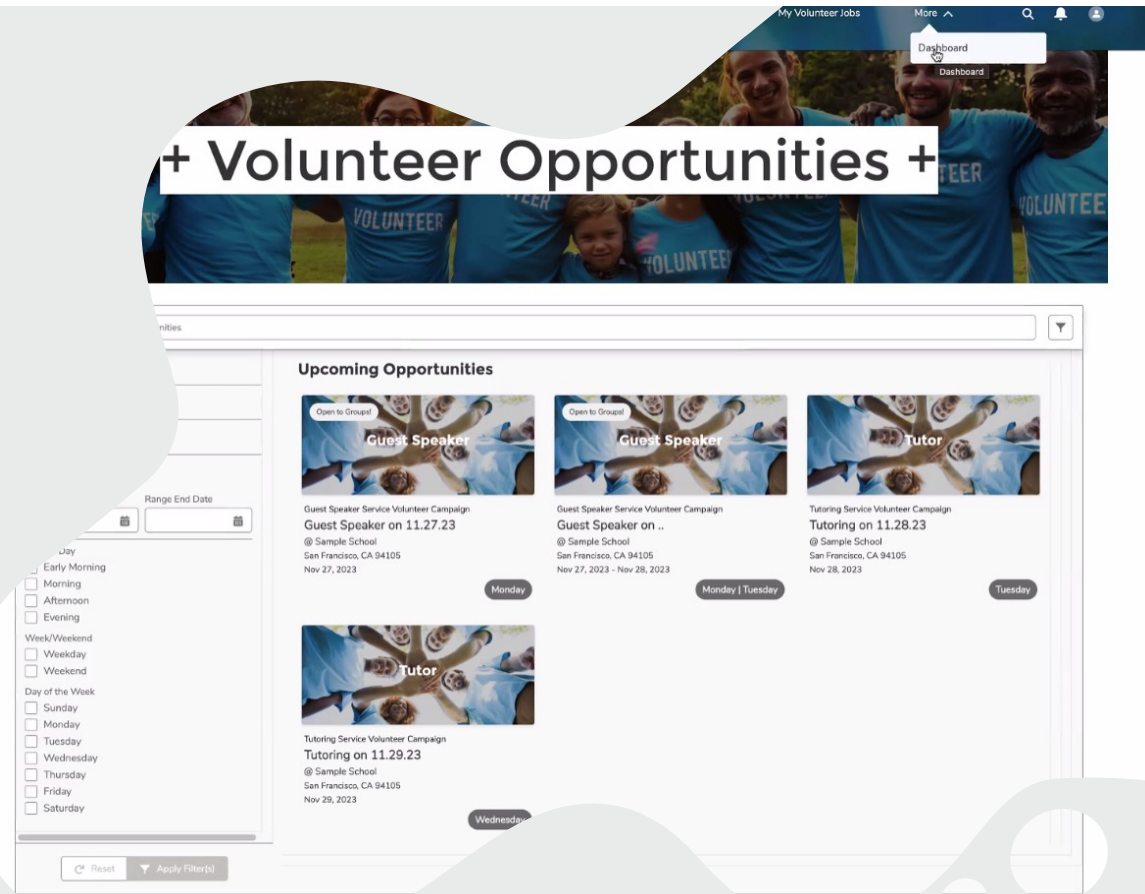 My Volunteer Jobs
More
Dashboard
Dashboard
+ Volunteer Opportunities +
TEER
VOLUNTEE
VOLUNTEER
VOLUNTEE
Upcoming Opportunities
Open to Groups!
Guest Speaker
Guest Speaker Service Volunteer Campaign
Guest Speaker on 11.27.23
@ Sample School
San Francisco, CA 94105
Nov 27, 2023
Monday
Open to Groups!
Guest Speaker
Guest Speaker Service Volunteer Campaign
Guest Speaker on ..
@ Sample School
San Francisco, CA 94105
Nov 27, 2023 - Nov 28, 2023
Monday | Tuesday
Tutor
Tutoring Service Volunteer Campaign
Tutoring on 11.28.23
@ Sample School
San Francisco, CA 94105
Nov 28, 2023
Tuesday
Tutor
Tutoring Service Volunteer Campaign
Tutoring on 11.29.23
@ Sample School
San Francisco, CA 94105
Nov 29, 2023
Wednesday
Range End Date
Day
Early Morning
Morning
Afternoon
Evening
Week/Weekend
Weekday
Weekend
Day of the Week
Sunday
Monday
Tuesday
Wednesday
Thursday
Friday
Saturday
Reset
Apply Filter(s)